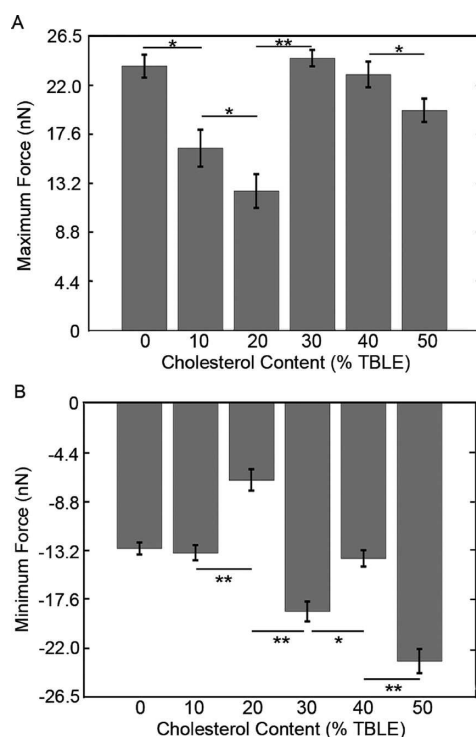 A
Maximum Force (nN)
26.5
22.0
17.6
13.2
8.8
4.4
0
* * ** *
0 10 20 30 40 50
Cholesterol Content (% TBLE)
B
Minimum Force (nN)
0
-4.4
-8.8
-13.2
-17.6
-22.0
-26.5
** ** * **
0 10 20 30 40 50
Cholesterol Content (% TBLE)